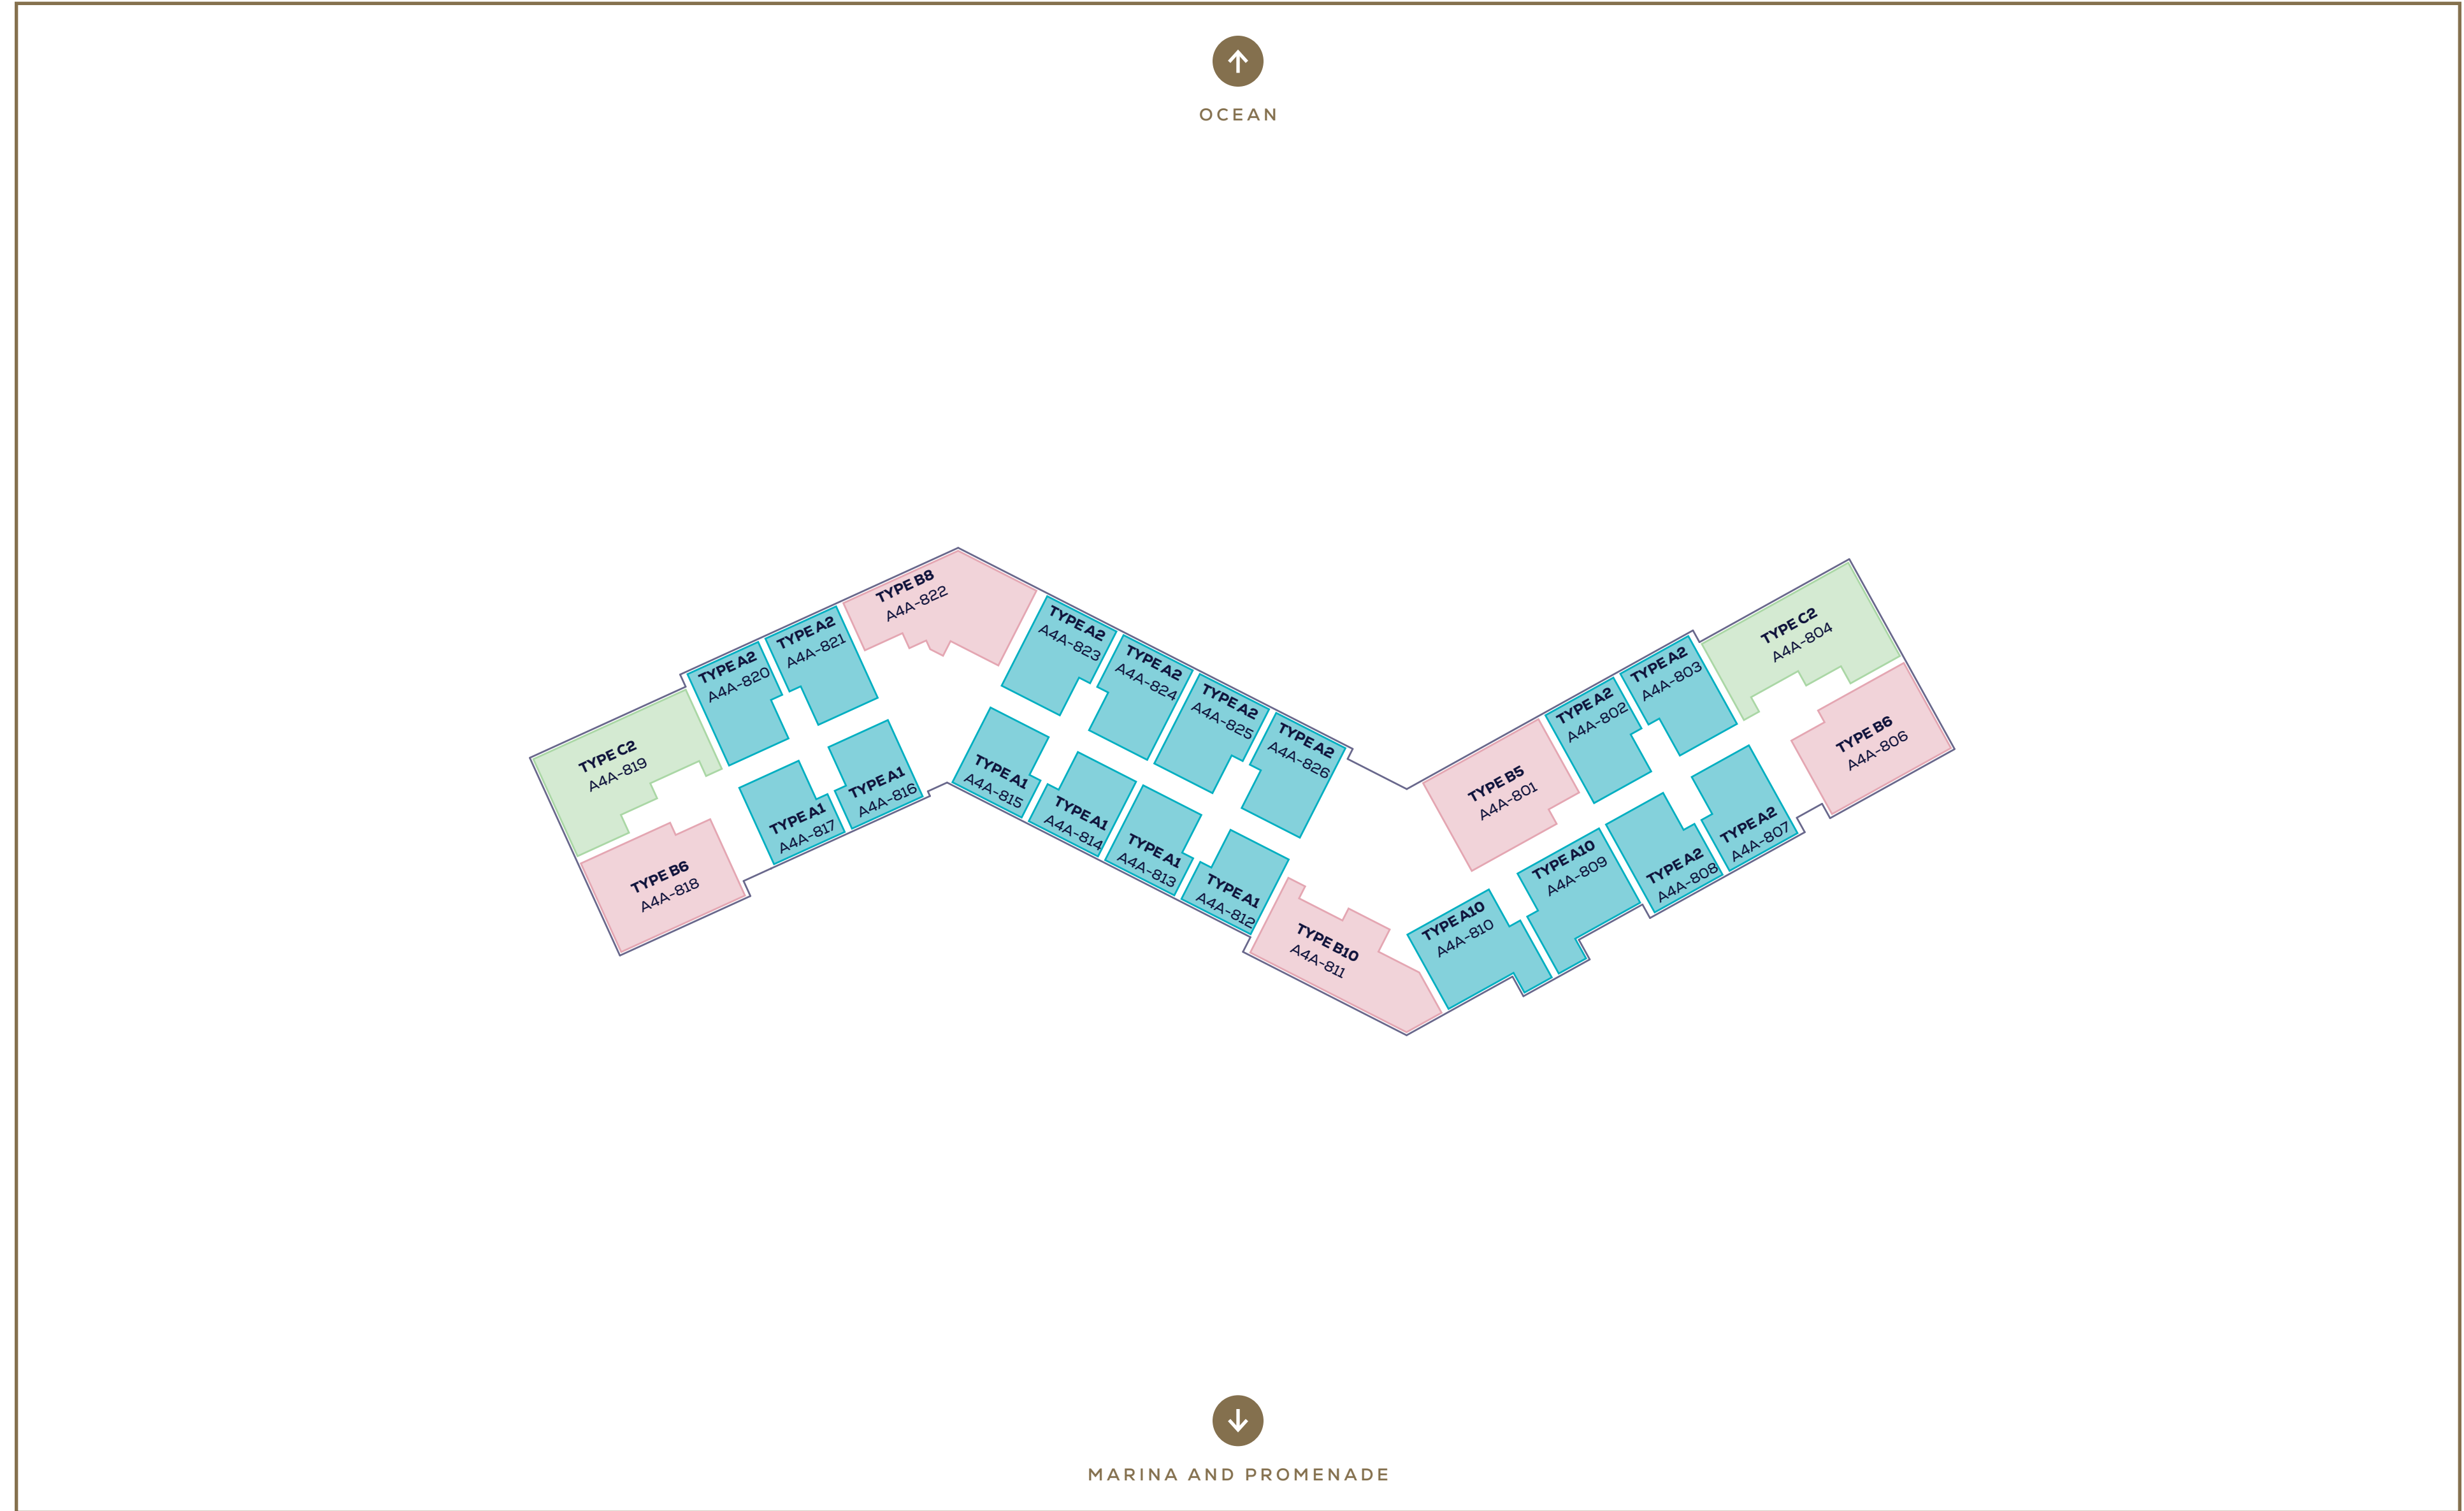 OCEAN
TYPE B8
A4A-822
TYPE A2
A4A-821
TYPE A2
A4A-820
TYPE C2
A4A-819
TYPE B6
A4A-818
TYPE A1
A4A-817
TYPE A1
A4A-816
TYPE A2
A4A-823
TYPE A2
A4A-824
TYPE A2
A4A-825
TYPE A2
A4A-826
TYPE A1
A4A-815
TYPE A1
A4A-814
TYPE A1
A4A-813
TYPE A1
A4A-812
TYPE B10
A4A-811
TYPE B5
A4A-801
TYPE A2
A4A-802
TYPE A2
A4A-803
TYPE C2
A4A-804
TYPE B6
A4A-806
TYPE A2
A4A-807
TYPE A2
A4A-808
TYPE A10
A4A-809
TYPE A10
A4A-810
MARINA AND PROMENADE